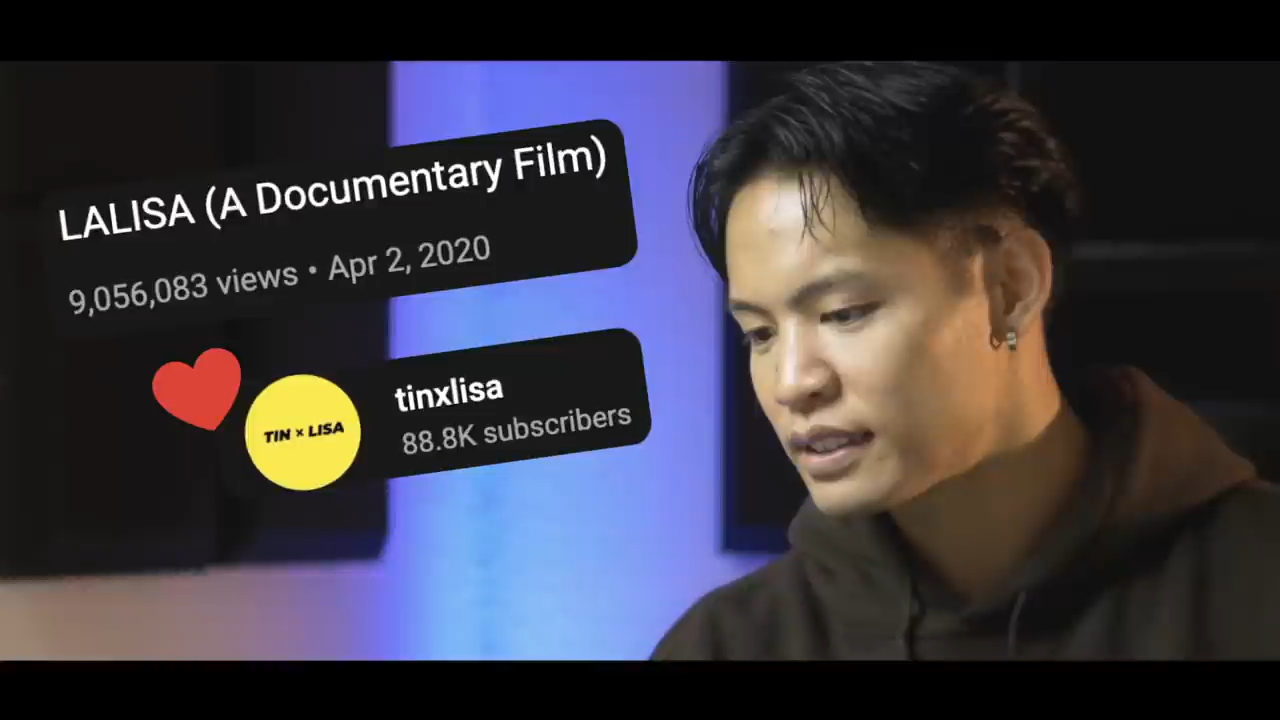 LALISA (A Documentary Film)
9,056,083 views • Apr 2, 2020
TIN × LISA
tinxlisa
88.8K subscribers